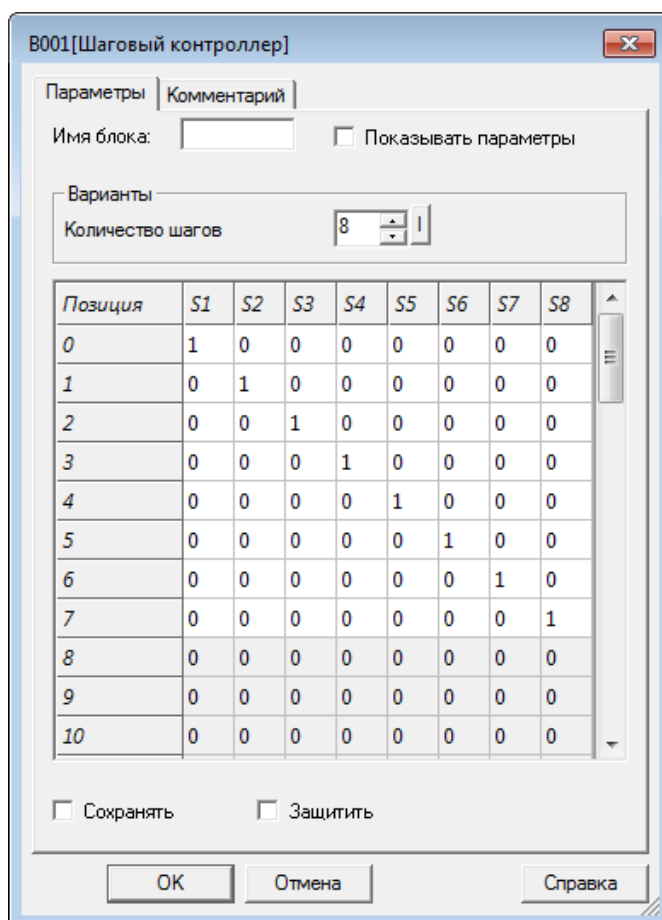 B001[Шаговый контроллер]
Параметры Комментарий
Имя блока: Показывать параметры
Варианты
Количество шагов 8 I
Позиция S1 S2 S3 S4 S5 S6 S7 S8
0 1 0 0 0 0 0 0 0
1 0 1 0 0 0 0 0 0
2 0 0 1 0 0 0 0 0
3 0 0 0 1 0 0 0 0
4 0 0 0 0 1 0 0 0
5 0 0 0 0 0 1 0 0
6 0 0 0 0 0 0 1 0
7 0 0 0 0 0 0 0 1
8 0 0 0 0 0 0 0 0
9 0 0 0 0 0 0 0 0
10 0 0 0 0 0 0 0 0
Сохранять Защитить
OK Отмена Справка